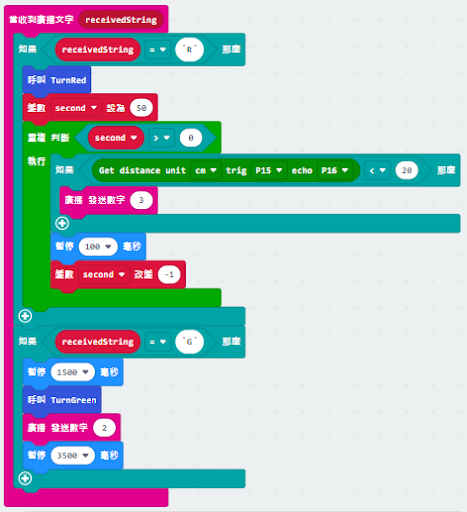 當收到廣播文字 receivedString
如果 receivedString = "R" 那麼
呼叫 TurnRed
變數 second 設為 50
重複 判斷 second > 0
執行
如果 Get distance unit cm trig P15 echo P16 < 20 那麼
廣播 發送數字 3
暫停 100 毫秒
變數 second 改變 -1
如果 receivedString = "G" 那麼
暫停 1500 毫秒
呼叫 TurnGreen
廣播 發送數字 2
暫停 3500 毫秒